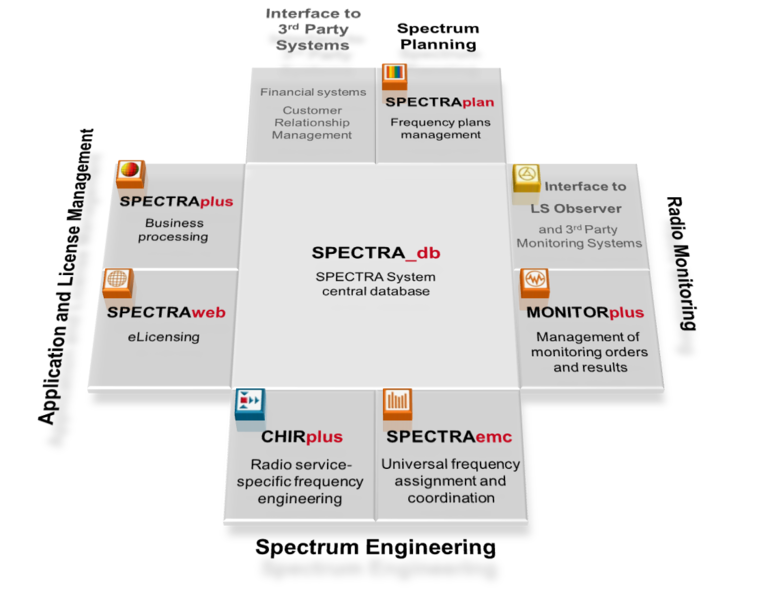 Interface to
3rd Party
Systems
Spectrum
Planning
Financial systems
Customer
Relationship
Management
SPECTRAplan
Frequency plans
management
Application and License Management
SPECTRAplus
Business
processing
SPECTRAweb
eLicensing
SPECTRA_db
SPECTRA System
central database
Interface to
LS Observer
and 3rd Party
Monitoring Systems
MONITORplus
Management of
monitoring orders
and results
Radio Monitoring
CHIRplus
Radio service-
specific frequency
engineering
SPECTRAemc
Universal frequency
assignment and
coordination
Spectrum Engineering